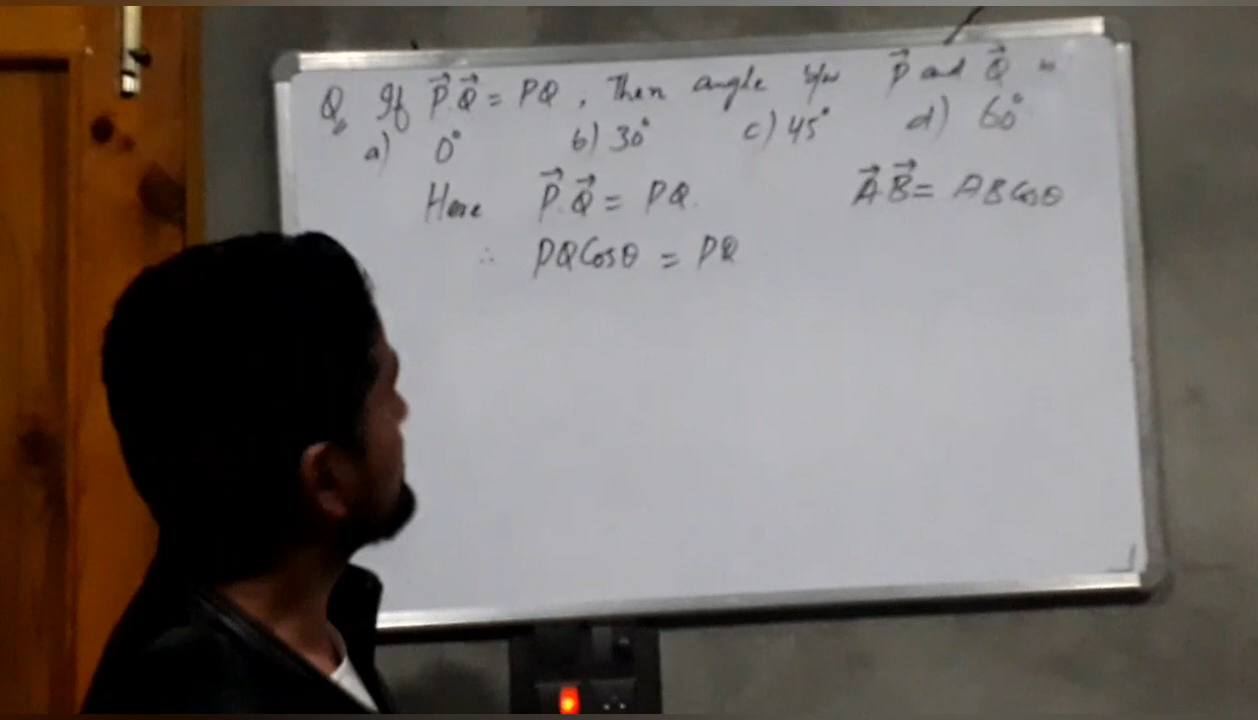 Q. If P⃗.Q⃗ = PQ, Then angle b/w P⃗ and Q⃗ is
a) 0° b) 30° c) 45° d) 60°
Here P⃗.Q⃗ = PQ. A⃗.B⃗ = ABCosθ
∴ PQCosθ = PQ